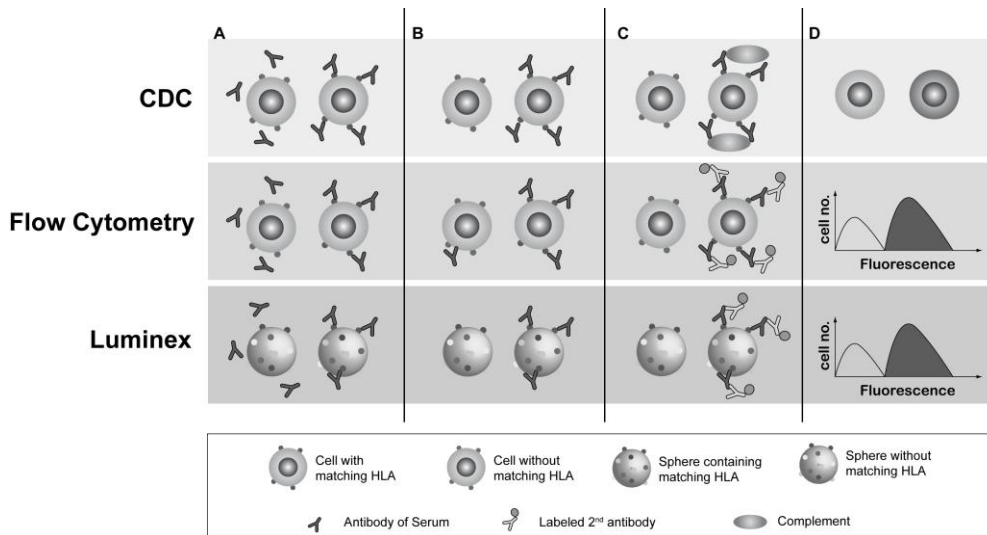 A
B
C
D
CDC
Flow Cytometry
cell no.
Fluorescence
Luminex
cell no.
Fluorescence
Cell with
matching HLA
Cell without
matching HLA
Sphere containing
matching HLA
Sphere without
matching HLA
Antibody of Serum
Labeled 2nd antibody
Complement